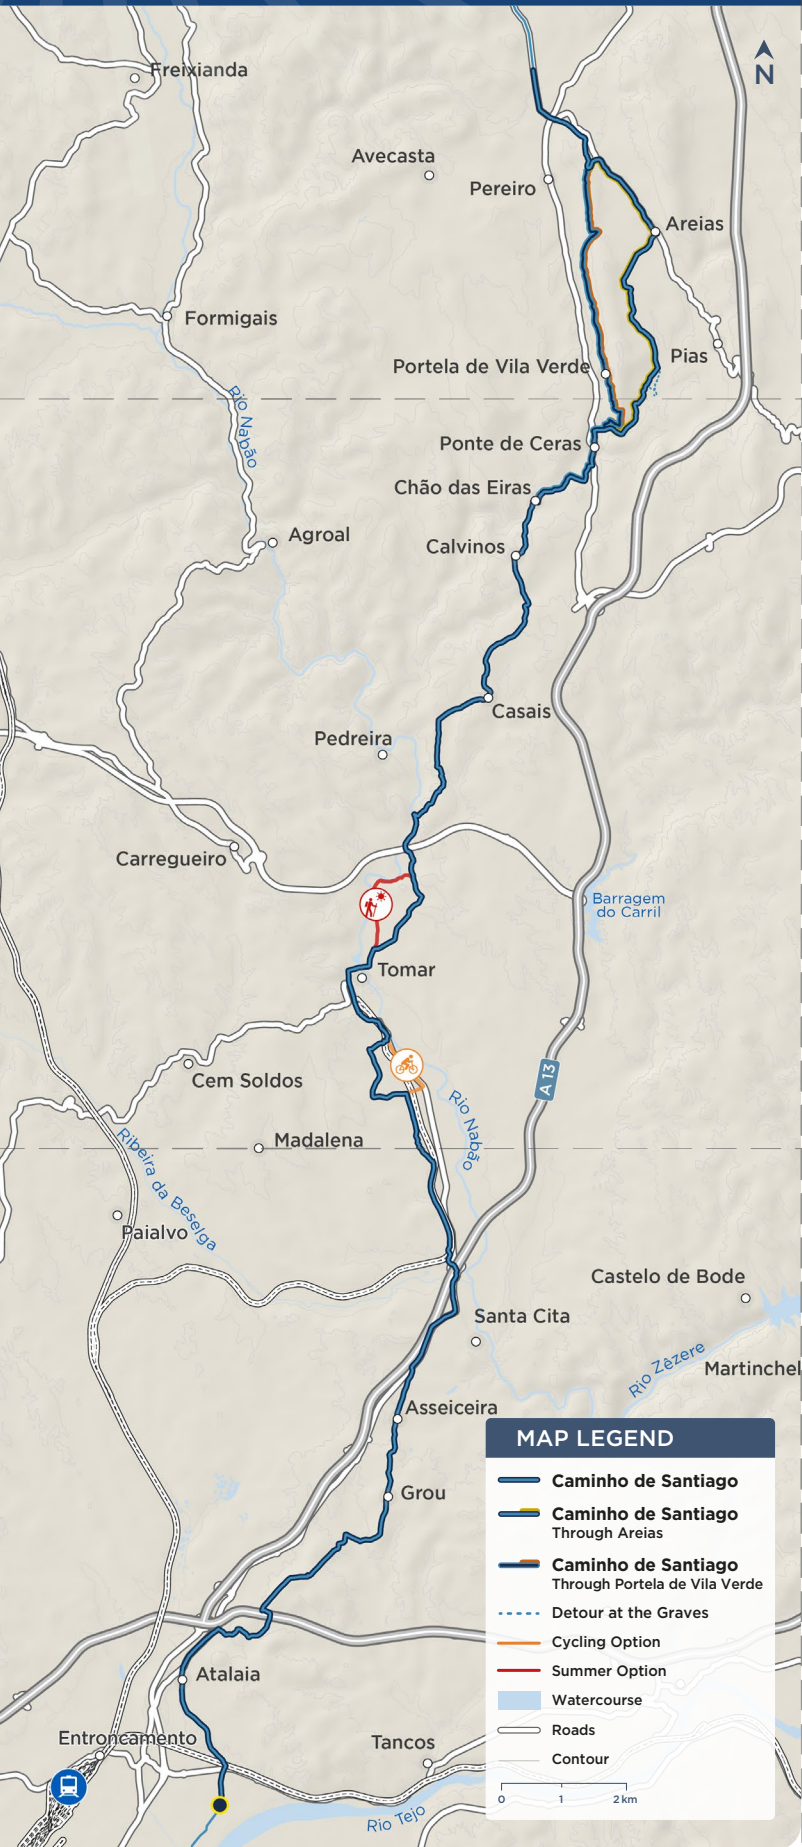 N
Freixianda
Avecasta
Pereiro
Areias
Formigais
Pias
Portela de Vila Verde
Rio Nabão
Ponte de Ceras
Chão das Eiras
Agroal
Calvinos
Casais
Pedreira
Carregueiro
Barragem
do Carril
Tomar
Cem Soldos
A 13
Rio Nabão
Madalena
Ribeira da Beselga
Paialvo
Castelo de Bode
Santa Cita
Rio Zêzere
Martinchel
Asseiceira
MAP LEGEND
Caminho de Santiago
Grou
Caminho de Santiago
Through Areias
Caminho de Santiago
Through Portela de Vila Verde
Detour at the Graves
Cycling Option
Summer Option
Atalaia
Watercourse
Roads
Entroncamento
Tancos
Contour
0 1 2 km
Rio Tejo